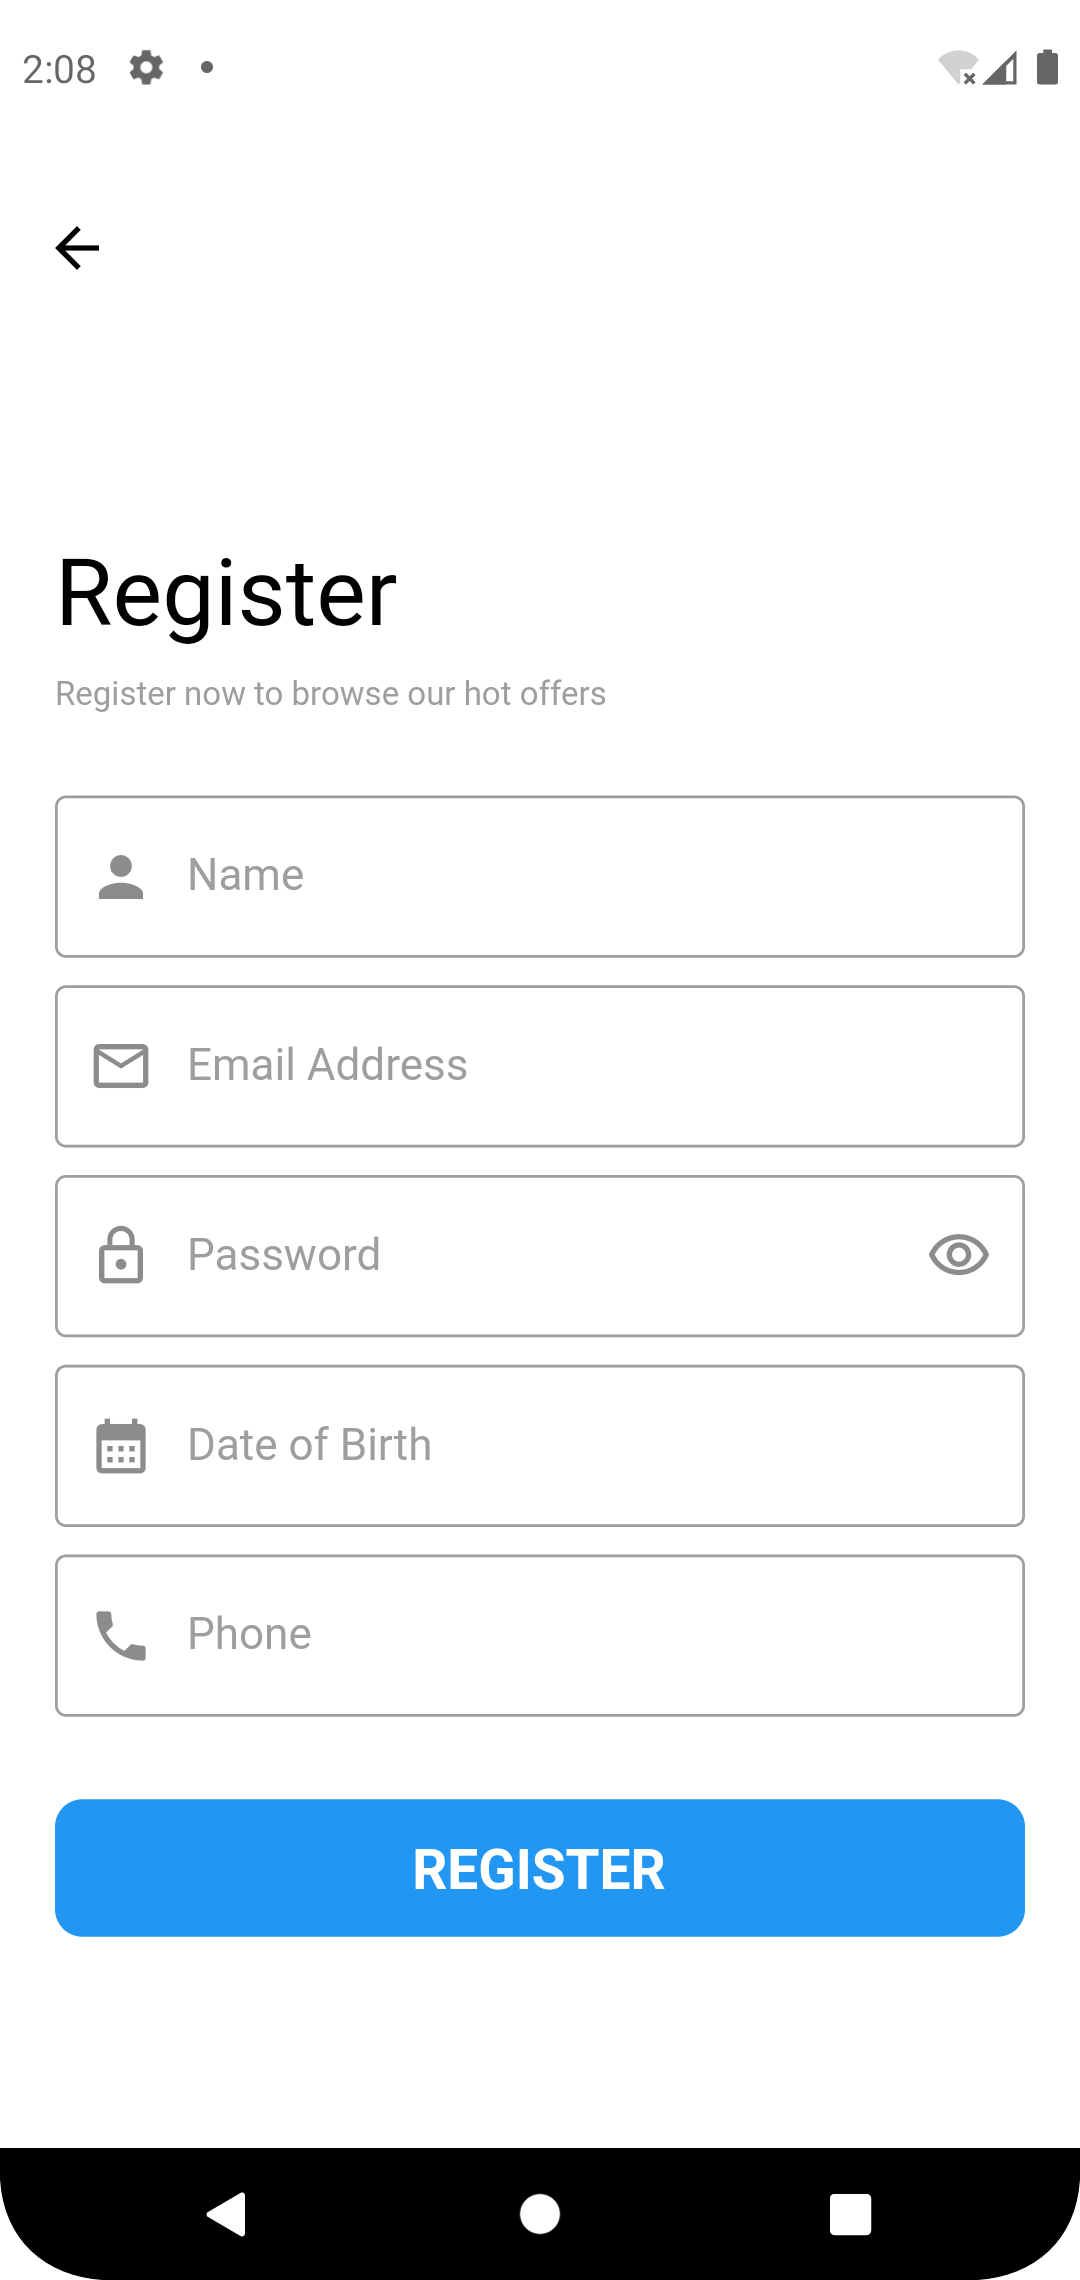 2:08
Register
Register now to browse our hot offers
Name
Email Address
Password
Date of Birth
Phone
REGISTER